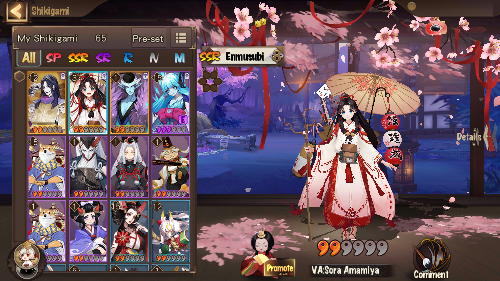 Shikigami
My Shikigami 65 Pre-set
All SP SSR SR R N M
SSR Enmusubi
Details
Promote
VA:Sora Amamiya
Comment